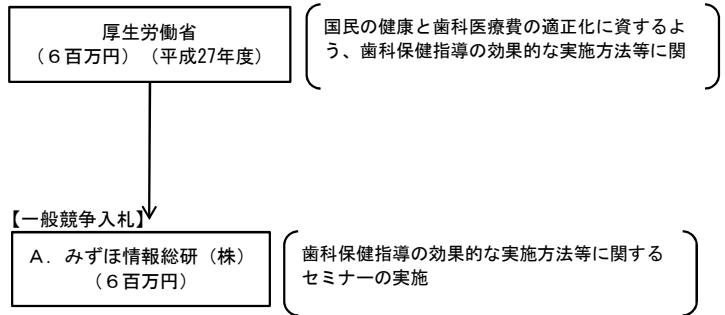 厚生労働省
（６百万円）（平成27年度）
国民の健康と歯科医療費の適正化に資するよ
う、歯科保健指導の効果的な実施方法等に関
【一般競争入札】
Ａ．みずほ情報総研（株）
（６百万円）
歯科保健指導の効果的な実施方法等に関する
セミナーの実施